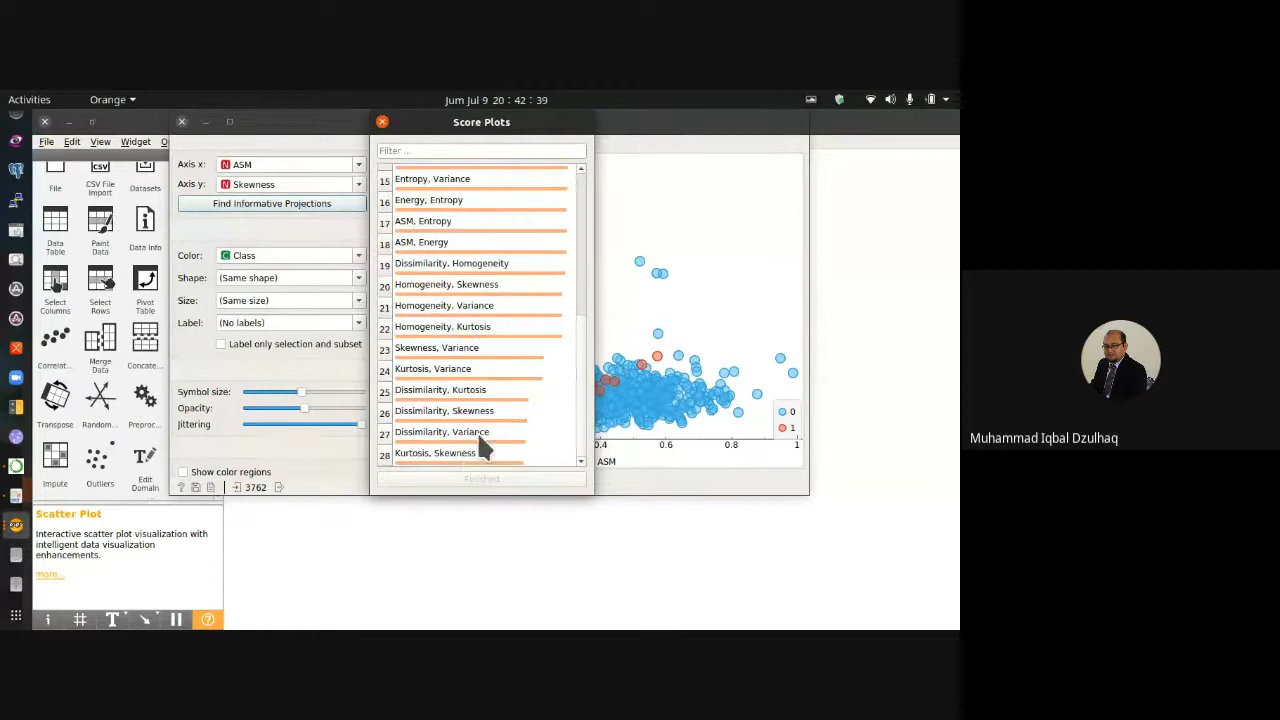 Activities
Orange
Jum Jul 9 20:42:39
Score Plots
File Edit View Widget O
Filter ...
Axis x: N ASM
Axis y: N Skewness
Find Informative Projections
Color: C Class
Shape: (Same shape)
Size: (Same size)
Label: (No labels)
Label only selection and subset
Symbol size:
Opacity:
Jittering
Show color regions
3762
File
CSV
CSV File
Import
Datasets
Data
Table
Paint
Data
Data Info
Select
Columns
Select
Rows
Pivot
Table
Correlat...
Merge
Data
Concate...
Transpose
Random...
Preproc...
Impute
Outliers
Edit
Domain
15 Entropy, Variance
16 Energy, Entropy
17 ASM, Entropy
18 ASM, Energy
19 Dissimilarity, Homogeneity
20 Homogeneity, Skewness
21 Homogeneity, Variance
22 Homogeneity, Kurtosis
23 Skewness, Variance
24 Kurtosis, Variance
25 Dissimilarity, Kurtosis
26 Dissimilarity, Skewness
27 Dissimilarity, Variance
28 Kurtosis, Skewness
Finished
0
1
0.4 0.6 0.8 1
ASM
Scatter Plot
Interactive scatter plot visualization with
intelligent data visualization
enhancements.
more...
Muhammad Iqbal Dzulhaq